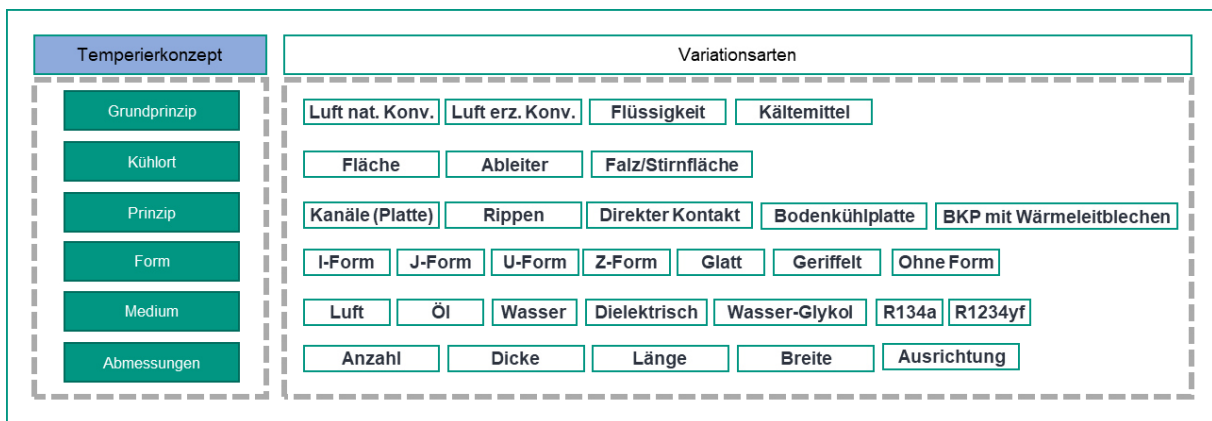 Temperierkonzept Variationsarten
Grundprinzip Luft nat. Konv. Luft erz. Konv. Flüssigkeit Kältemittel
Kühlort Fläche Ableiter Falz/Stirnfläche
Prinzip Kanäle (Platte) Rippen Direkter Kontakt Bodenkühlplatte BKP mit Wärmeleitblechen
Form I-Form J-Form U-Form Z-Form Glatt Geriffelt Ohne Form
Medium Luft Öl Wasser Dielektrisch Wasser-Glykol R134a R1234yf
Abmessungen Anzahl Dicke Länge Breite Ausrichtung